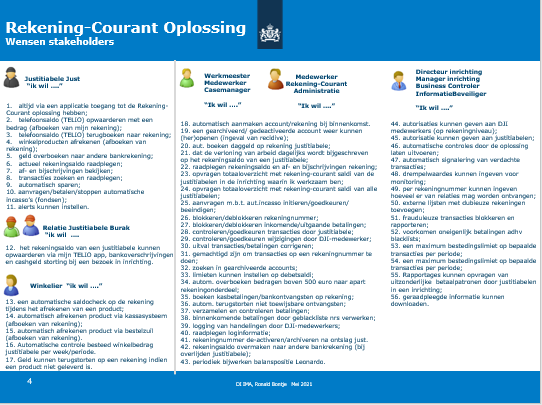 Rekening-Courant Oplossing
Wensen stakeholders
Justitiabele Just
"ik wil ...."
1. altijd via een applicatie toegang tot de Rekening-
Courant oplossing hebben;
2. telefoonsaldo (TELIO) opwaarderen met een
bedrag (afboeken van mijn rekening);
3. telefoonsaldo (TELIO) terugboeken naar rekening;
4. winkelproducten afrekenen (afboeken van
rekening);
5. geld overboeken naar andere bankrekening;
6. actueel rekeningsaldo raadplegen;
7. af- en bijschrijvingen bekijken;
8. transacties zoeken en raadplegen;
9. automatisch sparen;
10. aanvragen/betalen/stoppen automatische
incasso's (fondsen);
11. alerts kunnen instellen.
Relatie Justitiabele Burak
"ik wil ....
12. het rekeningsaldo van een justitiabele kunnen
opwaarderen via mijn TELIO app, bankoverschrijvingen
en cashgeld storting bij een bezoek in inrichting.
Winkelier "ik wil ...."
13. een automatische saldocheck op de rekening
tijdens het afrekenen van een product;
14. automatisch afrekenen product via kassasysteem
(afboeken van rekening);
15. automatisch afrekenen product via bestelzuil
(afboeken van rekening).
16. Automatische controle besteed winkelbedrag
justitiabele per week/periode.
17. Geld kunnen terugstorten op een rekening indien
een product niet geleverd is.
Werkmeester
Medewerker
Casemanager
"Ik wil ...."
Medewerker
Rekening-Courant
Administratie
"Ik wil ...."
18. automatisch aanmaken account/rekening bij binnenkomst.
19. een gearchiveerd/ gedeactiveerde account weer kunnen
(her)openen (ingeval van recidive);
20. aut. boeken daggeld op rekening justitiabele;
21. dat de verloning van arbeid dagelijks wordt bijgeschreven
op het rekeningsaldo van een justitiabele;
22. raadplegen rekeningsaldo en af- en bijschrijvingen rekening;
23. opvragen totaaloverzicht met rekening-courant saldi van de
justitiabelen in de inrichting waarin ik werkzaam ben;
24. opvragen totaaloverzicht met rekening-courant saldi van alle
justitiabelen;
25. aanvragen m.b.t. aut.incasso initiëren/goedkeuren/
beeindigen;
26. blokkeren/deblokkeren rekeningnummer;
27. blokkeren/deblokkeren inkomende/uitgaande betalingen;
28. controleren/goedkeuren transacties door justitiabele;
29. controleren/goedkeuren wijzigingen door DJI-medewerker;
30. uitval transacties/betalingen corrigeren;
31. gemachtigd zijn om transacties op een rekeningnummer te
doen;
32. zoeken in gearchiveerde accounts;
33. limieten kunnen instellen op debetsaldi;
34. autom. overboeken bedragen boven 500 euro naar apart
rekeningonderdeel;
35. boeken kasbetalingen/bankontvangsten op rekening;
36. autom. terugstorten niet toewijsbare ontvangsten;
37. verzamelen en controleren betalingen;
38. binnenkomende betalingen door geblacklliste nrs verwerken;
39. logging van handelingen door DJI-medewerkers;
40. raadplegen loginformatie;
41. rekeningnummer de-activeren/archiveren na ontslag just.
42. rekeningsaldo overmaken naar andere bankrekening (bij
overlijden justitiabele);
43. periodiek bijwerken balanspositie Leonardo.
Directeur inrichting
Manager inrichting
Business Controler
InformatieBeveiliger
"Ik wil ...."
44. autorisaties kunnen geven aan DJI
medewerkers (op rekeningniveau);
45. autorisaties kunnen geven aan justitiabelen;
46. automatische controles door de oplossing
laten uitvoeren;
47. automatisch signalering van verdachte
transacties;
48. drempelwaardes kunnen ingeven voor
monitoring;
49. per rekeningnummer kunnen ingeven
hoeveel er van relaties mag worden ontvangen;
50. externe lijsten met dubieuze rekeningen
toevoegen;
51. frauduleuze transacties blokkeren en
rapporteren;
52. voorkomen oneigenlijke betalingen adhv
blacklists;
53. een maximum bestedingslimiet op bepaalde
transacties per periode;
54. een maximum bestedingslimiet op bepaalde
transacties per periode;
55. Rapportages kunnen opvragen van
uitzonderlijke betaalpatronen door justitiabelen
in een inrichting;
56. geraadpleegde informatie kunnen
downloaden.
4
DI IMA, Ronald Bontje Mei 2021